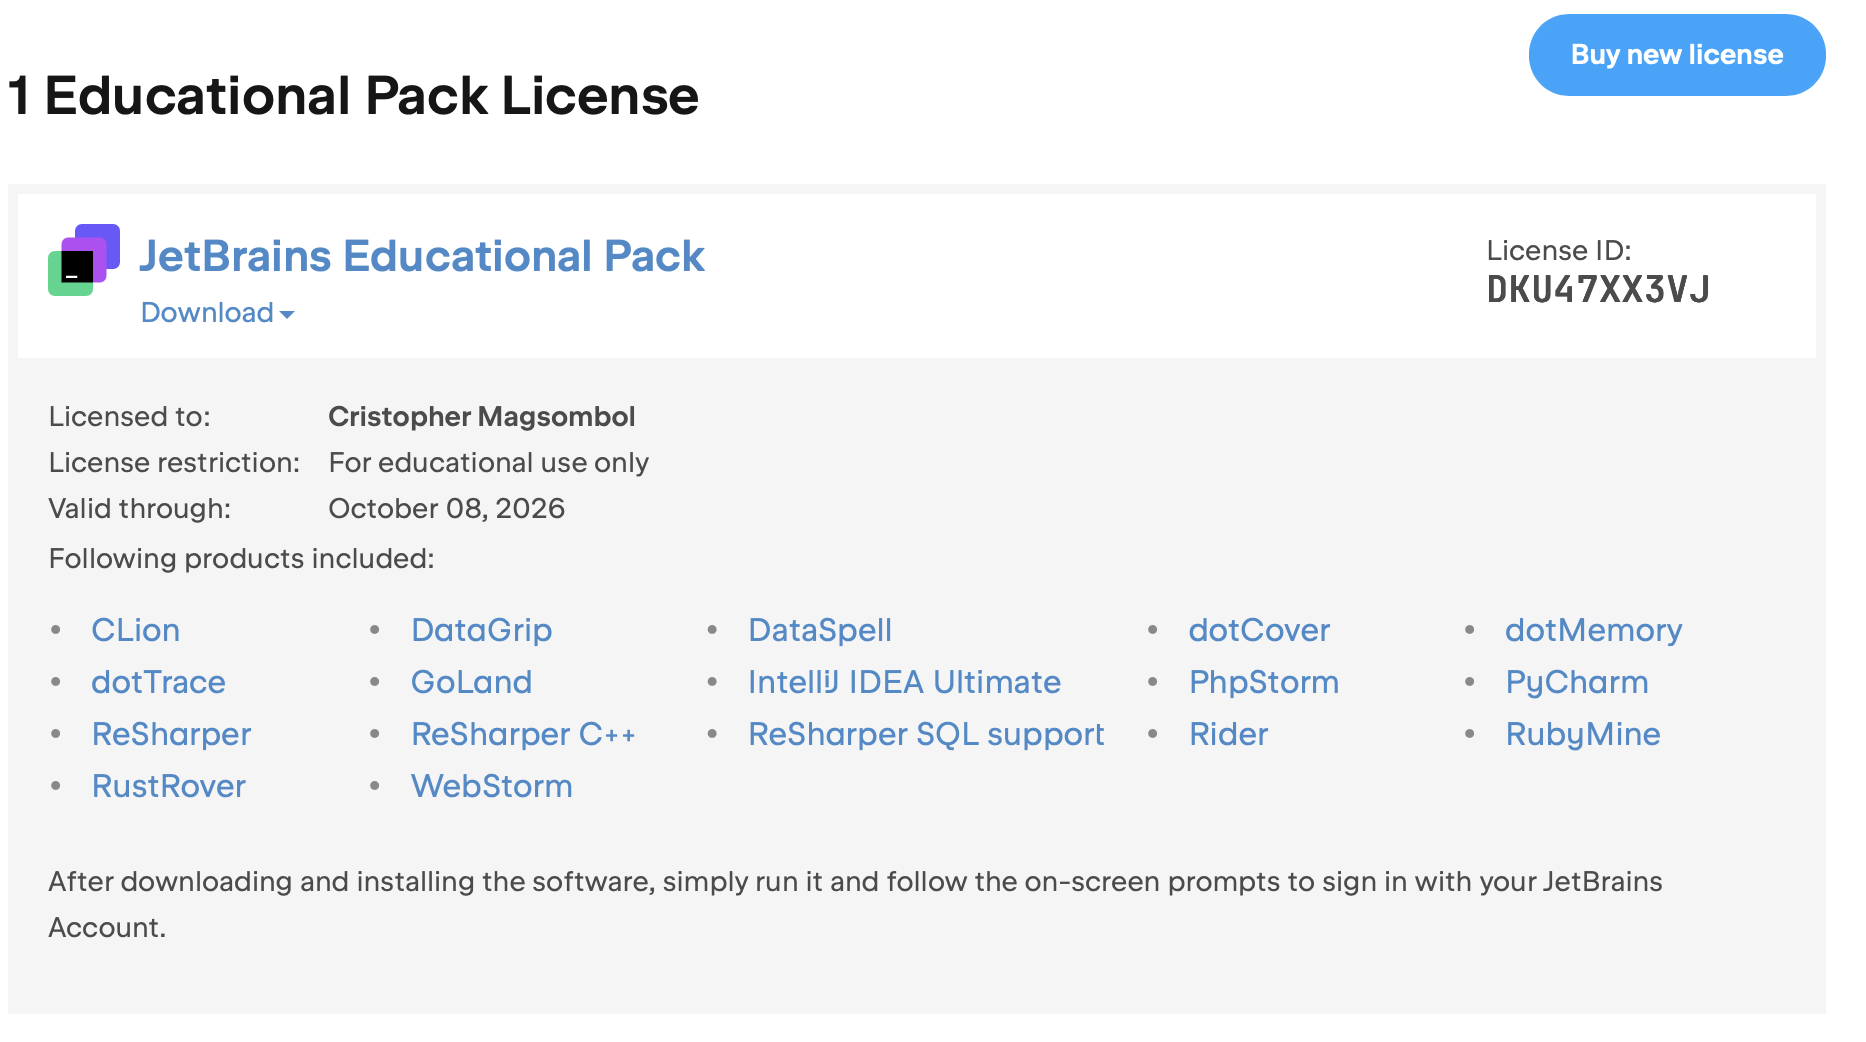 Buy new license
1 Educational Pack License
JetBrains Educational Pack
Download
License ID:
DKU47XX3VJ
Licensed to: Cristopher Magsombol
License restriction: For educational use only
Valid through: October 08, 2026
Following products included:
• CLion • DataGrip • DataSpell • dotCover • dotMemory
• dotTrace • GoLand • IntelliJ IDEA Ultimate • PhpStorm • PyCharm
• ReSharper • ReSharper C++ • ReSharper SQL support • Rider • RubyMine
• RustRover • WebStorm
After downloading and installing the software, simply run it and follow the on-screen prompts to sign in with your JetBrains
Account.